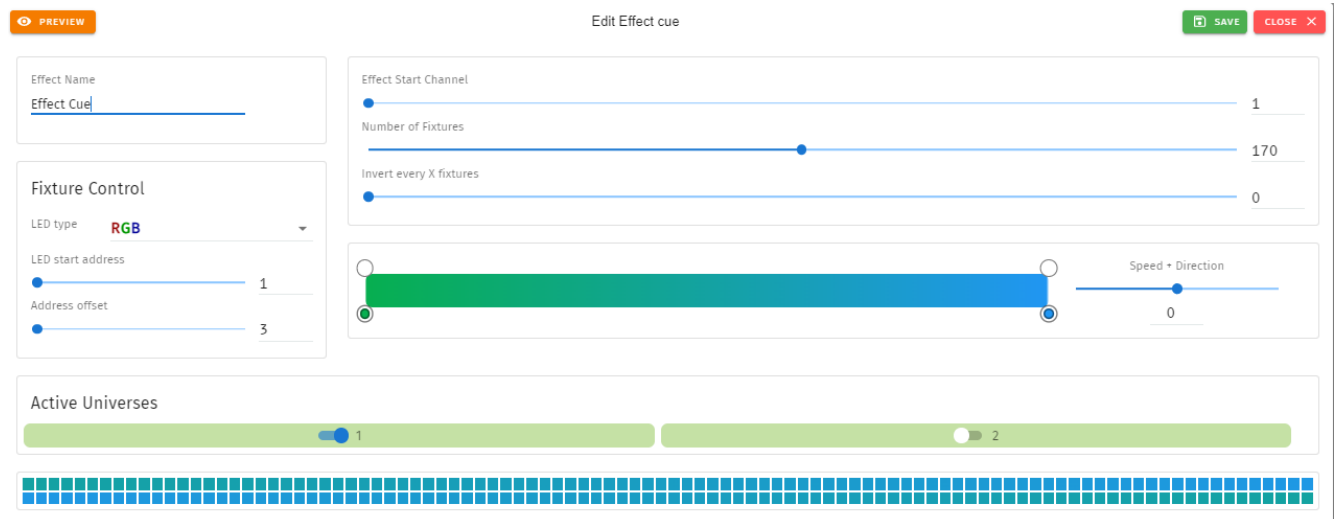 PREVIEW
Edit Effect cue
SAVE
CLOSE
Effect Name
Effect Cue
Effect Start Channel
1
Number of Fixtures
170
Invert every X fixtures
0
Fixture Control
LED type
RGB
LED start address
1
Address offset
3
Speed + Direction
0
Active Universes
1
2